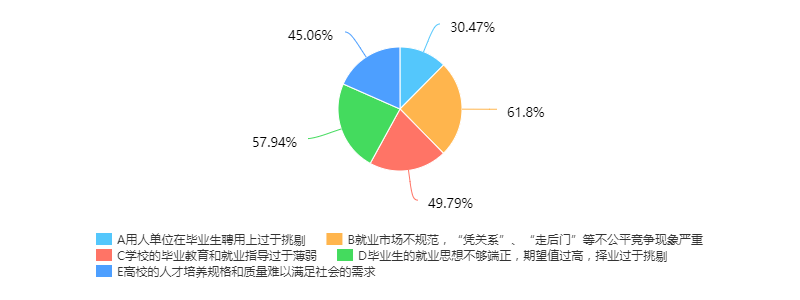 45.06%
30.47%
61.8%
57.94%
49.79%
A用人单位在毕业生聘用上过于挑剔
B就业市场不规范，“凭关系”、“走后门”等不公平竞争现象严重
C学校的毕业教育和就业指导过于薄弱
D毕业生的就业思想不够端正，期望值过高，择业过于挑剔
E高校的人才培养规格和质量难以满足社会的需求